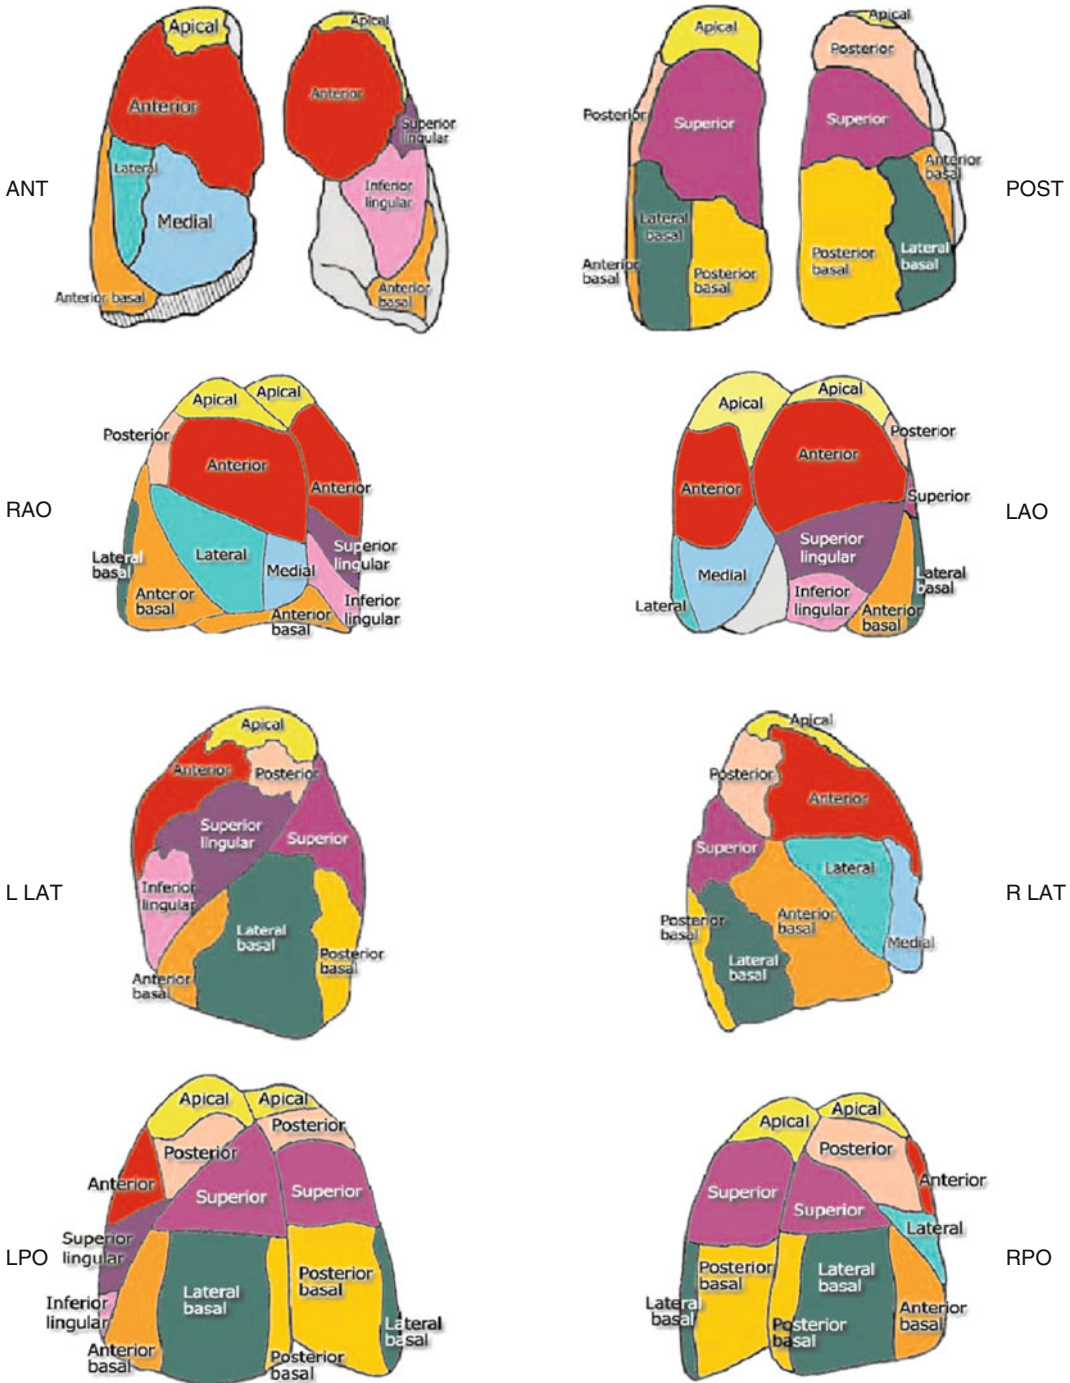 Apical
Anterior
Lateral
Medial
Anterior basal
Apical
Anterior
Superior
lingular
Inferior
lingular
Anterior
basal
ANT
Apical
Posterior
Superior
Lateral
basal
Anterior
basal
Posterior
basal
Apical
Posterior
Superior
Anterior
basal
Posterior
basal
Lateral
basal
POST
RAO
Apical
Apical
Posterior
Anterior
Anterior
Lateral
basal
Lateral
Medial
Superior
lingular
Anterior
basal
Anterior
basal
Inferior
lingular
Apical
Apical
Posterior
Anterior
Anterior
Superior
Superior
lingular
Medial
Lateral
basal
Lateral
Inferior
lingular
Anterior
basal
LAO
L LAT
Apical
Anterior
Posterior
Superior
lingular
Superior
Inferior
lingular
Lateral
basal
Anterior
basal
Posterior
basal
Apical
Posterior
Anterior
Superior
Lateral
Posterior
basal
Anterior
basal
Lateral
basal
Medial
R LAT
LPO
Apical
Apical
Posterior
Posterior
Anterior
Superior
Superior
Superior
lingular
Inferior
lingular
Lateral
basal
Posterior
basal
Anterior
basal
Posterior
basal
Lateral
basal
Apical
Apical
Posterior
Anterior
Superior
Superior
Lateral
Posterior
basal
Lateral
basal
Lateral
basal
Posterior
basal
Anterior
basal
RPO